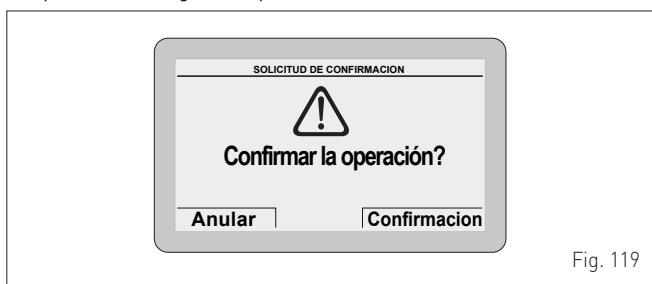 SOLICITUD DE CONFIRMACION
Confirmar la operación?
Anular
Confirmacion
Fig. 119